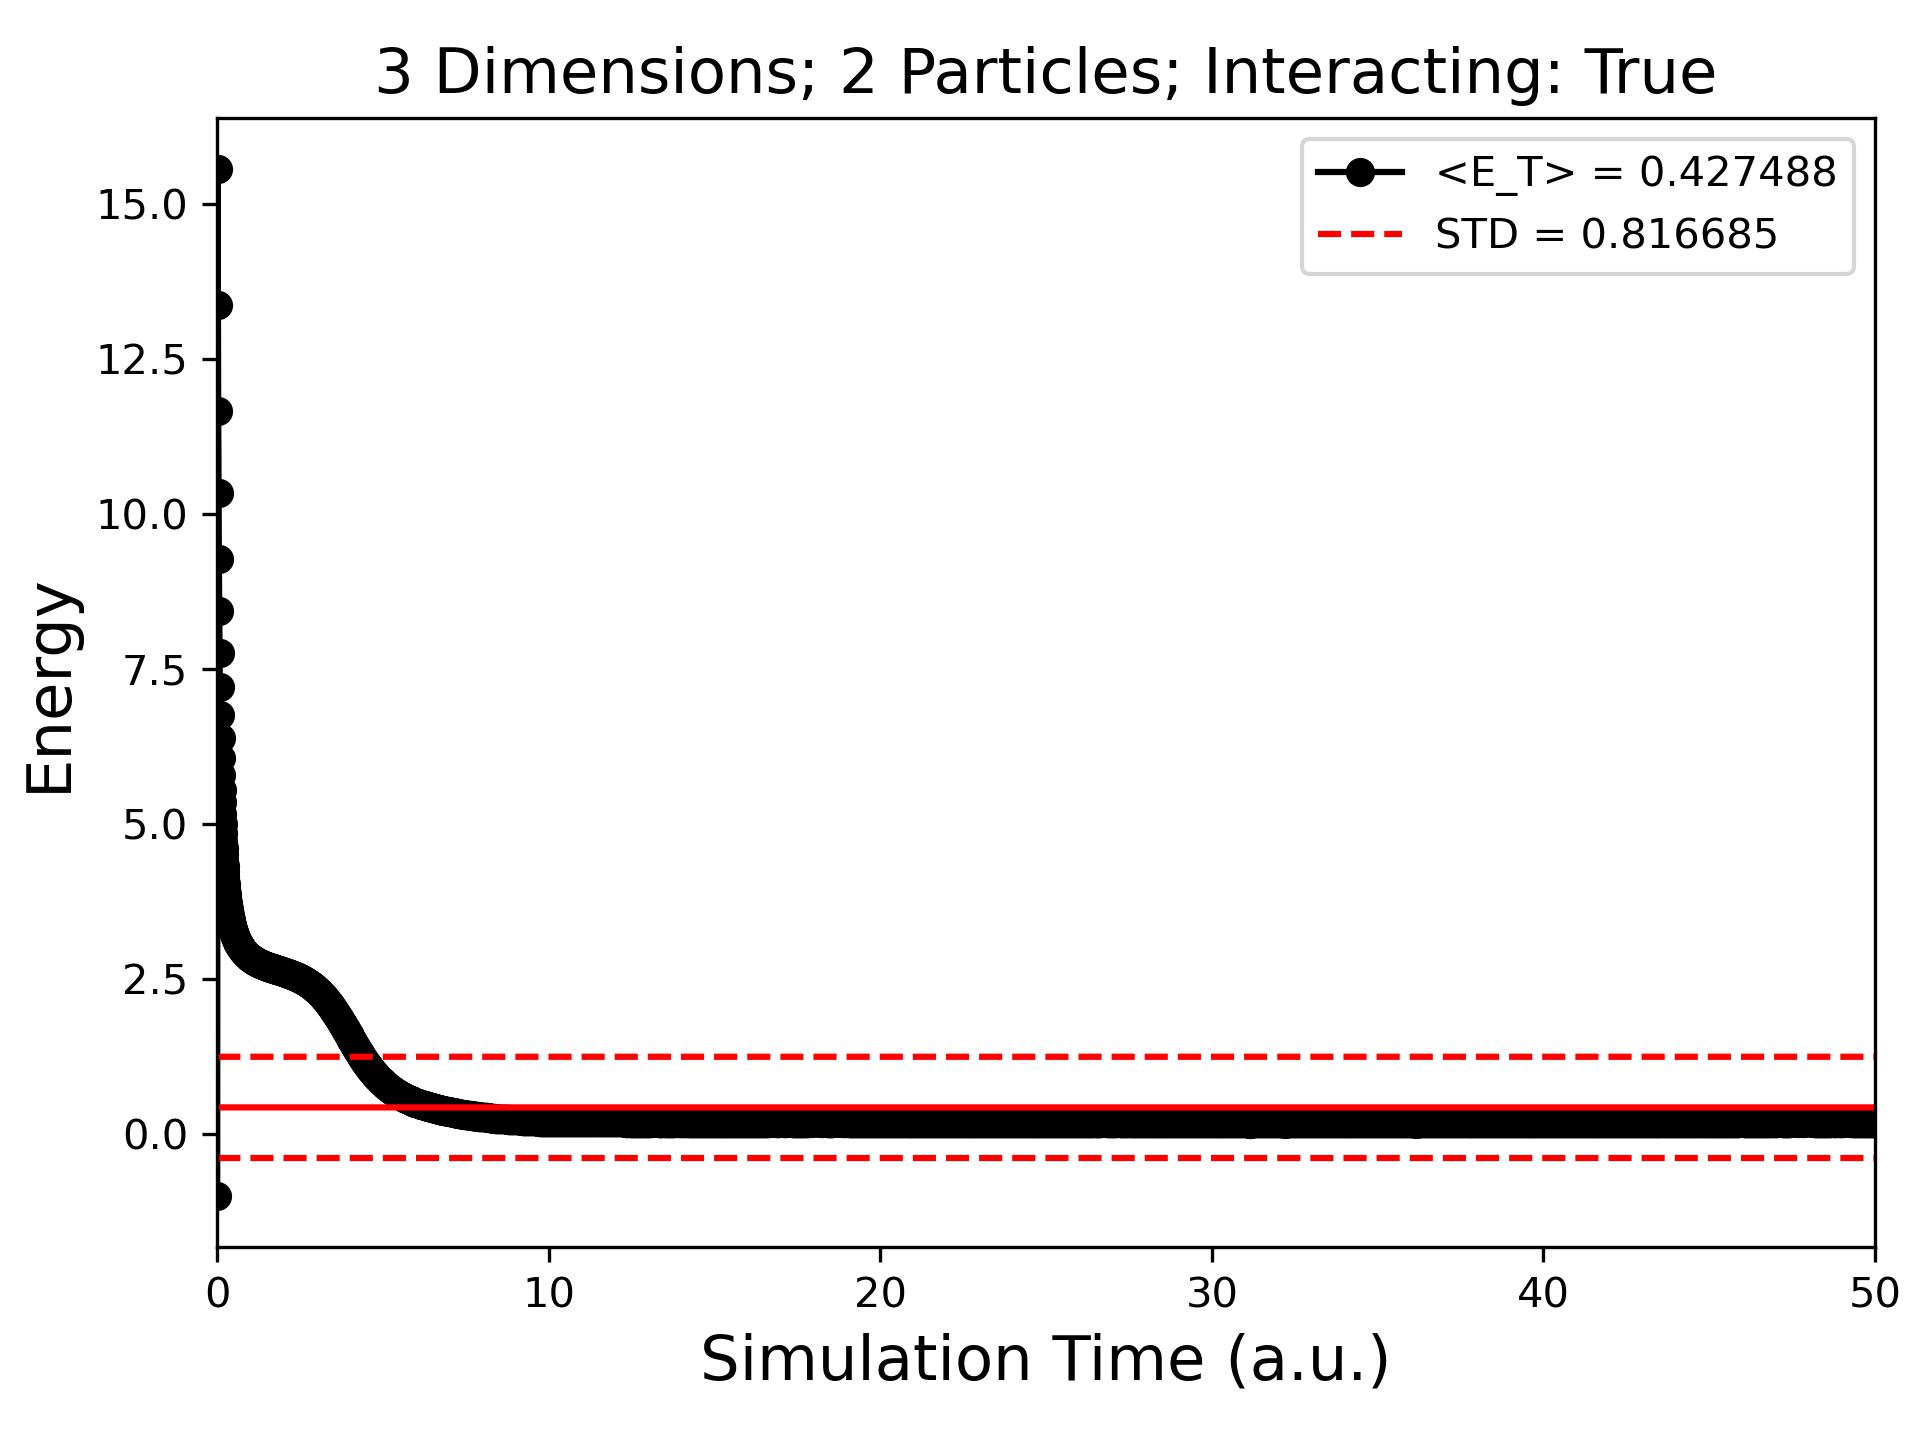 3 Dimensions; 2 Particles; Interacting: True
<E_T> = 0.427488
STD = 0.816685
Energy
15.0
12.5
10.0
7.5
5.0
2.5
0.0
0 10 20 30 40 50
Simulation Time (a.u.)